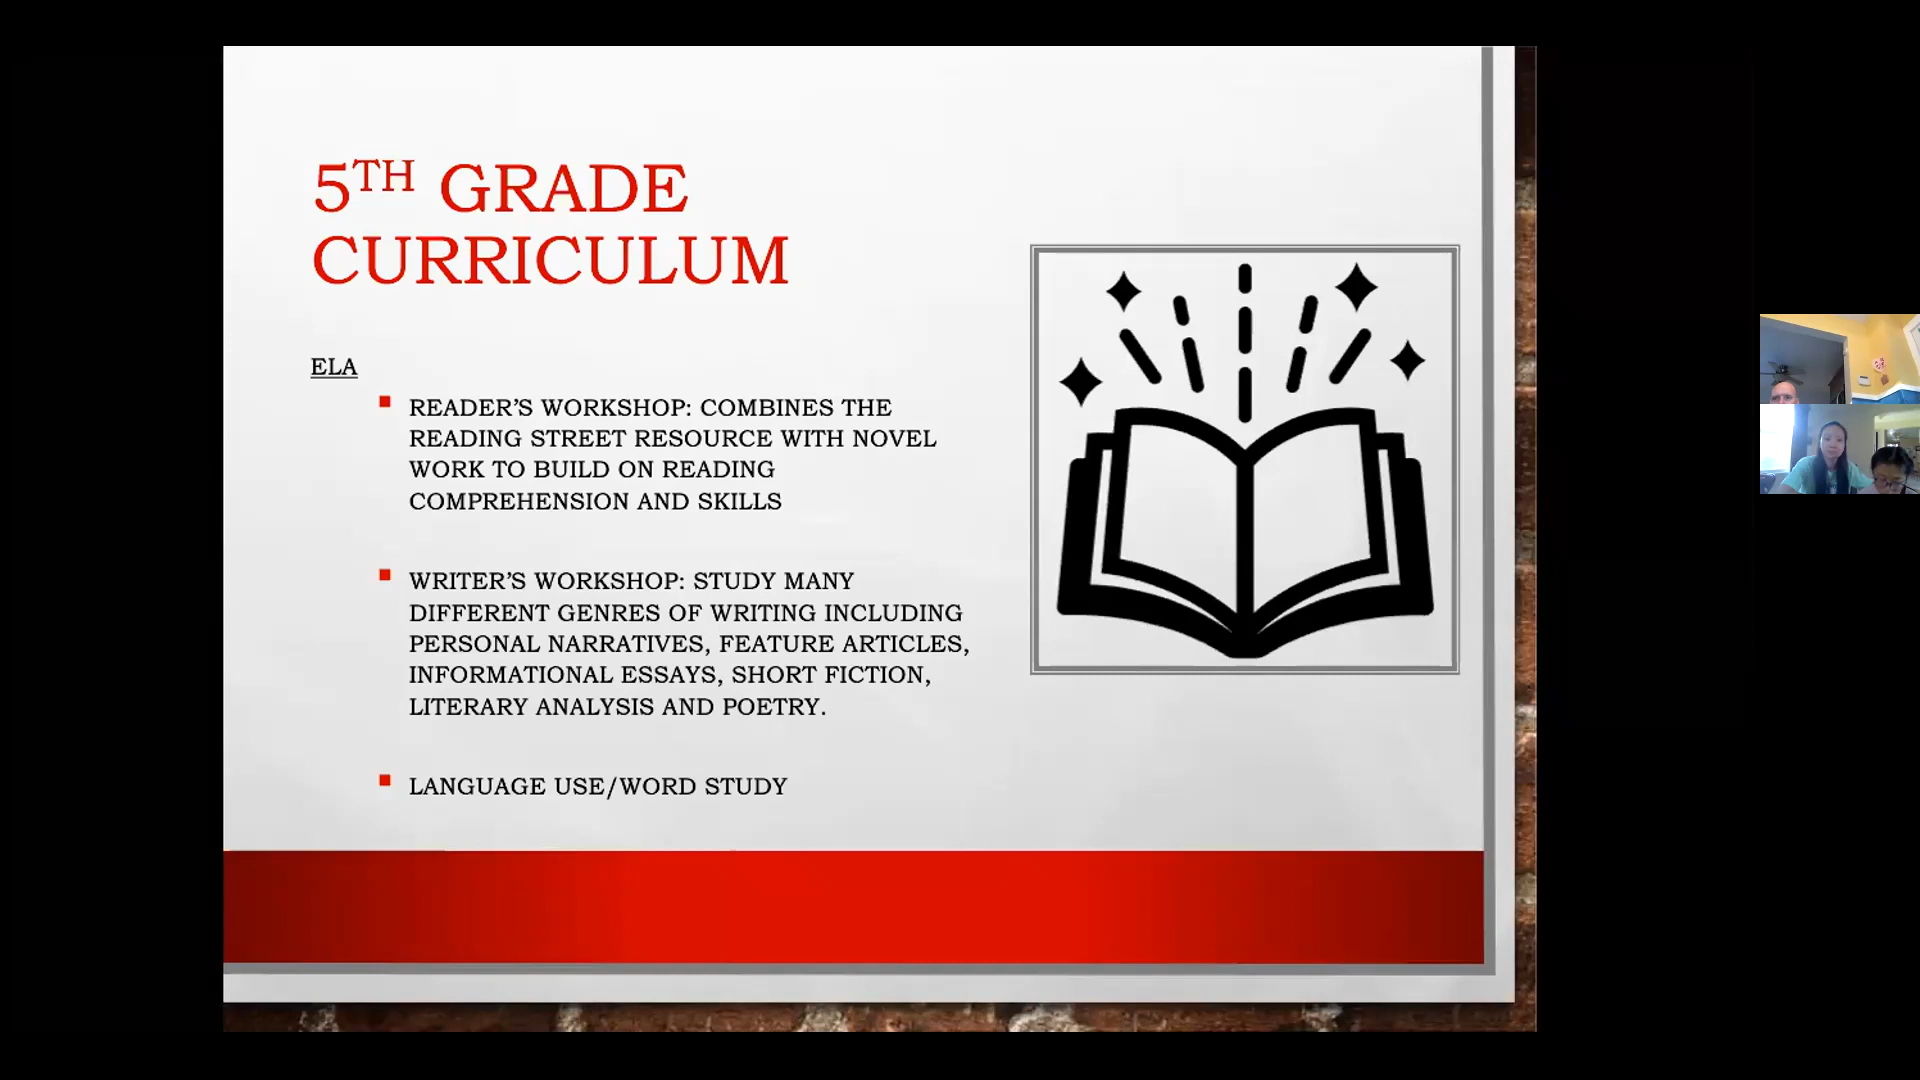 5TH GRADE
CURRICULUM
ELA
READER’S WORKSHOP: COMBINES THE
READING STREET RESOURCE WITH NOVEL
WORK TO BUILD ON READING
COMPREHENSION AND SKILLS
WRITER’S WORKSHOP: STUDY MANY
DIFFERENT GENRES OF WRITING INCLUDING
PERSONAL NARRATIVES, FEATURE ARTICLES,
INFORMATIONAL ESSAYS, SHORT FICTION,
LITERARY ANALYSIS AND POETRY.
LANGUAGE USE/WORD STUDY